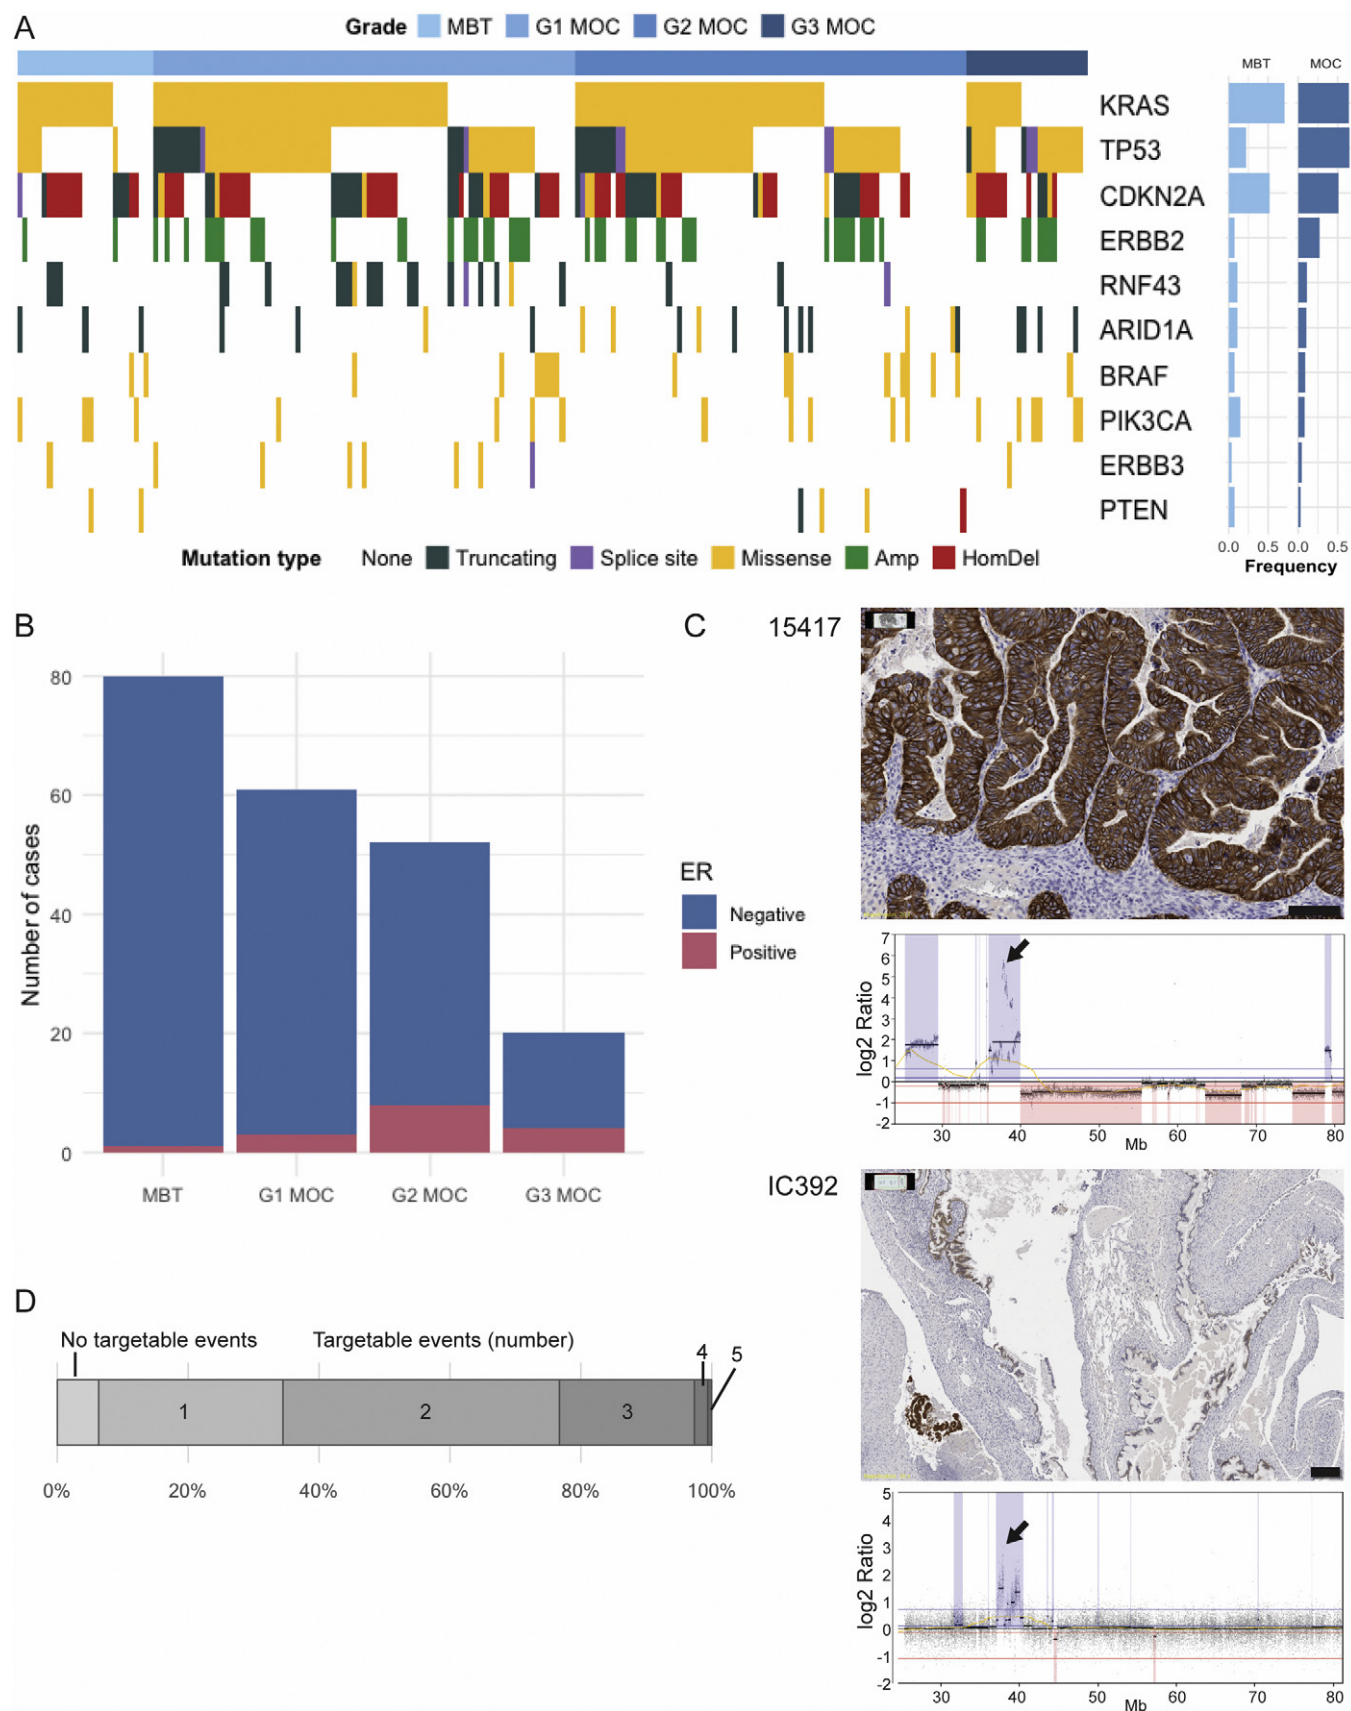 A
Grade MBT G1 MOC G2 MOC G3 MOC
MBT MOC
KRAS
TP53
CDKN2A
ERBB2
RNF43
ARID1A
BRAF
PIK3CA
ERBB3
PTEN
0.0 0.5 0.0 0.5
Frequency
Mutation type None Truncating Splice site Missense Amp HomDel
B
Number of cases
80
60
40
20
0
MBT G1 MOC G2 MOC G3 MOC
ER
Negative
Positive
C 15417
log2 Ratio
7
6
5
4
3
2
1
0
-1
-2
30 40 50 60 70 80
Mb
IC392
log2 Ratio
5
4
3
2
1
0
-1
-2
30 40 50 60 70 80
Mb
D
No targetable events Targetable events (number)
4 5
1 2 3
0% 20% 40% 60% 80% 100%